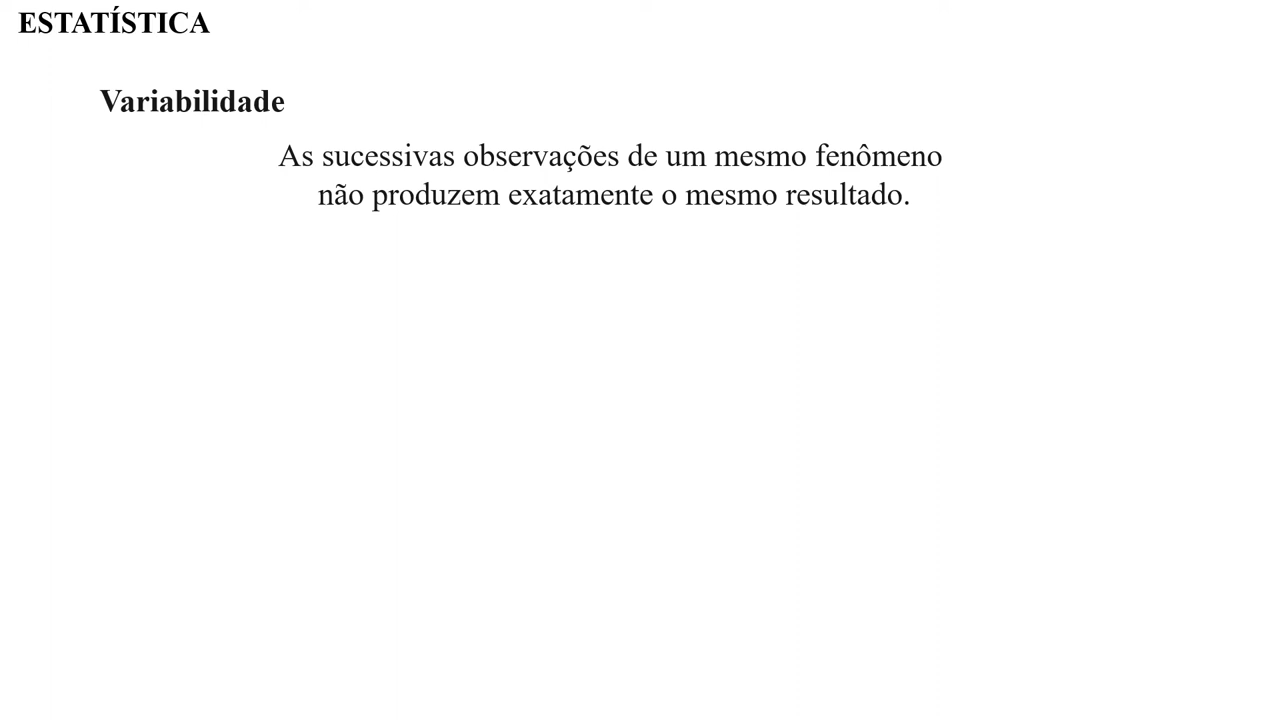 ESTATÍSTICA
Variabilidade
As sucessivas observações de um mesmo fenômeno
não produzem exatamente o mesmo resultado.